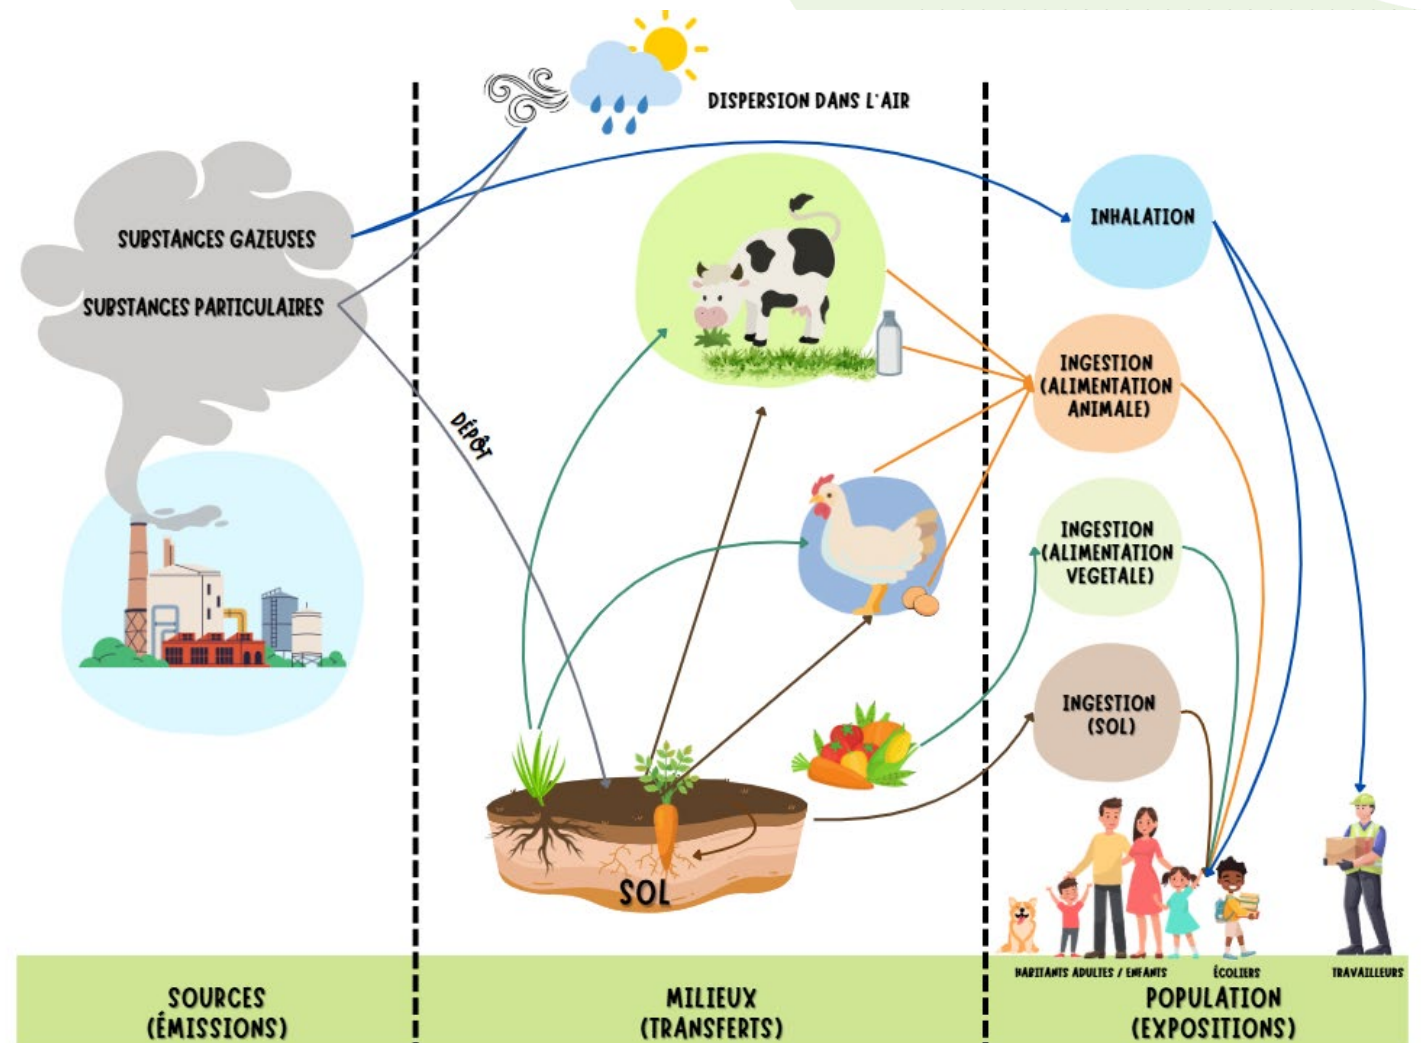 DISPERSION DANS L'AIR
SUBSTANCES GAZEUSES
SUBSTANCES PARTICULAIRES
DÉPÔT
SOL
INHALATION
INGESTION
(ALIMENTATION
ANIMALE)
INGESTION
(ALIMENTATION
VEGETALE)
INGESTION
(SOL)
HABITANTS ADULTES / ENFANTS
ÉCOLIERS
TRAVAILLEURS
SOURCES
(ÉMISSIONS)
MILIEUX
(TRANSFERTS)
POPULATION
(EXPOSITIONS)